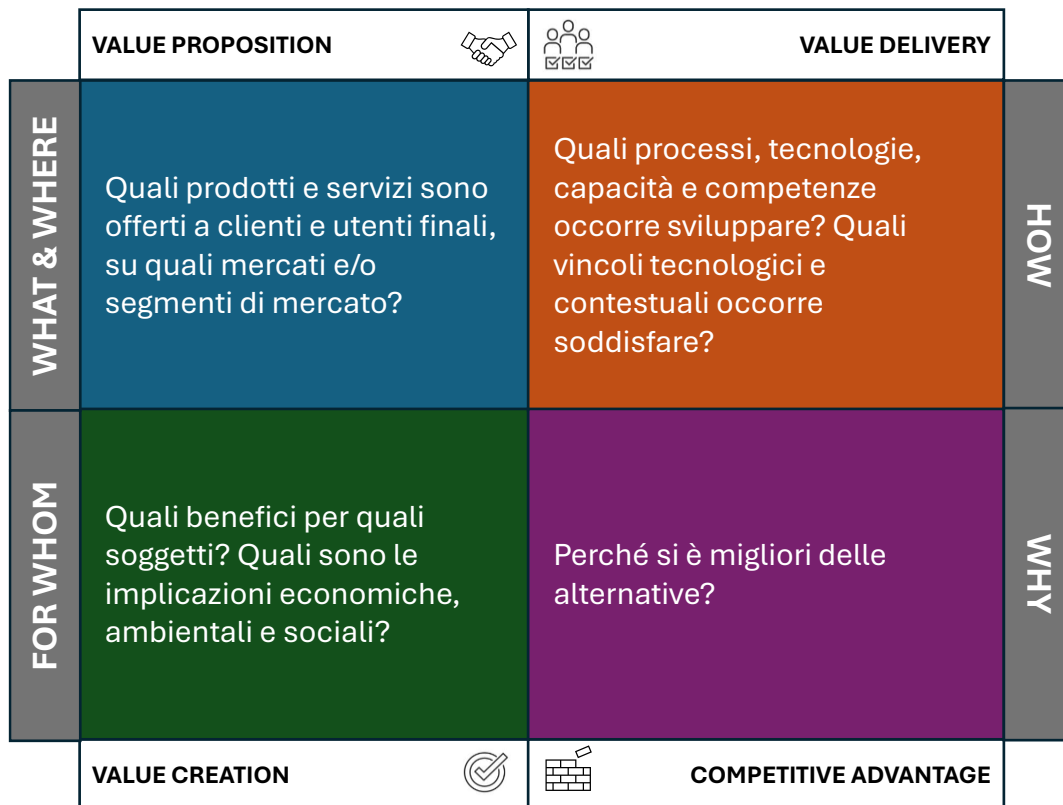 VALUE PROPOSITION
VALUE DELIVERY
WHAT & WHERE
Quali prodotti e servizi sono
offerti a clienti e utenti finali,
su quali mercati e/o
segmenti di mercato?
Quali processi, tecnologie,
capacità e competenze
occorre sviluppare? Quali
vincoli tecnologici e
contestuali occorre
soddisfare?
HOW
FOR WHOM
Quali benefici per quali
soggetti? Quali sono le
implicazioni economiche,
ambientali e sociali?
Perché si è migliori delle
alternative?
WHY
VALUE CREATION
COMPETITIVE ADVANTAGE